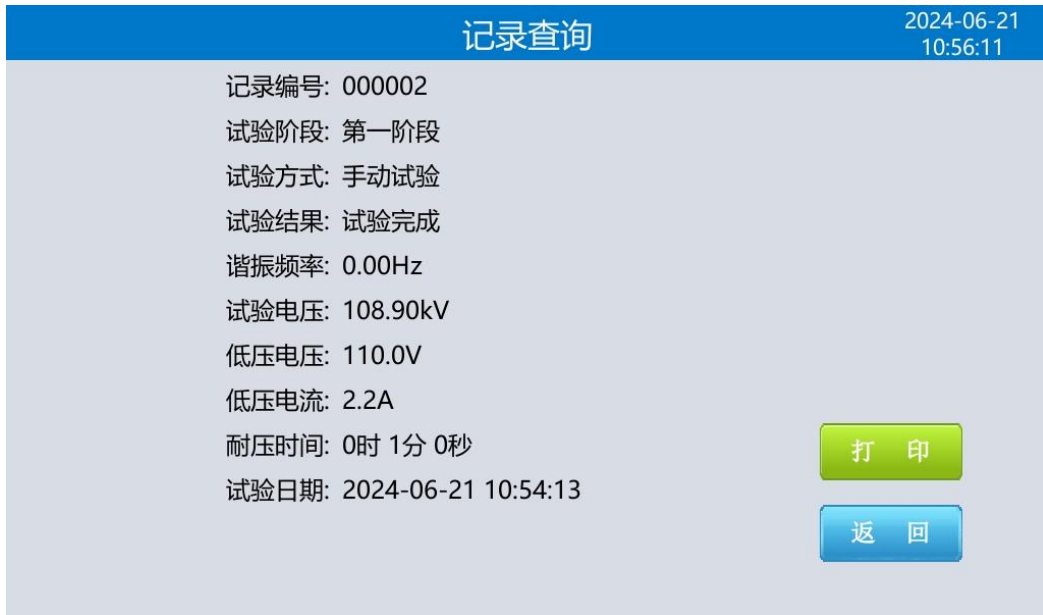 记录查询
2024-06-21
10:56:11
记录编号: 000002
试验阶段: 第一阶段
试验方式: 手动试验
试验结果: 试验完成
谐振频率: 0.00Hz
试验电压: 108.90kV
低压电压: 110.0V
低压电流: 2.2A
耐压时间: 0时 1分 0秒
试验日期: 2024-06-21 10:54:13
打 印
返 回